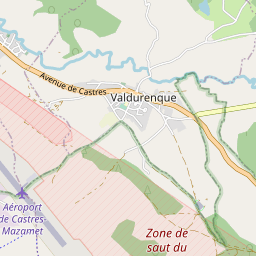 Avenue de Castres
Valdurenque
Aéroport
de Castres-
Mazamet
Zone de
saut du